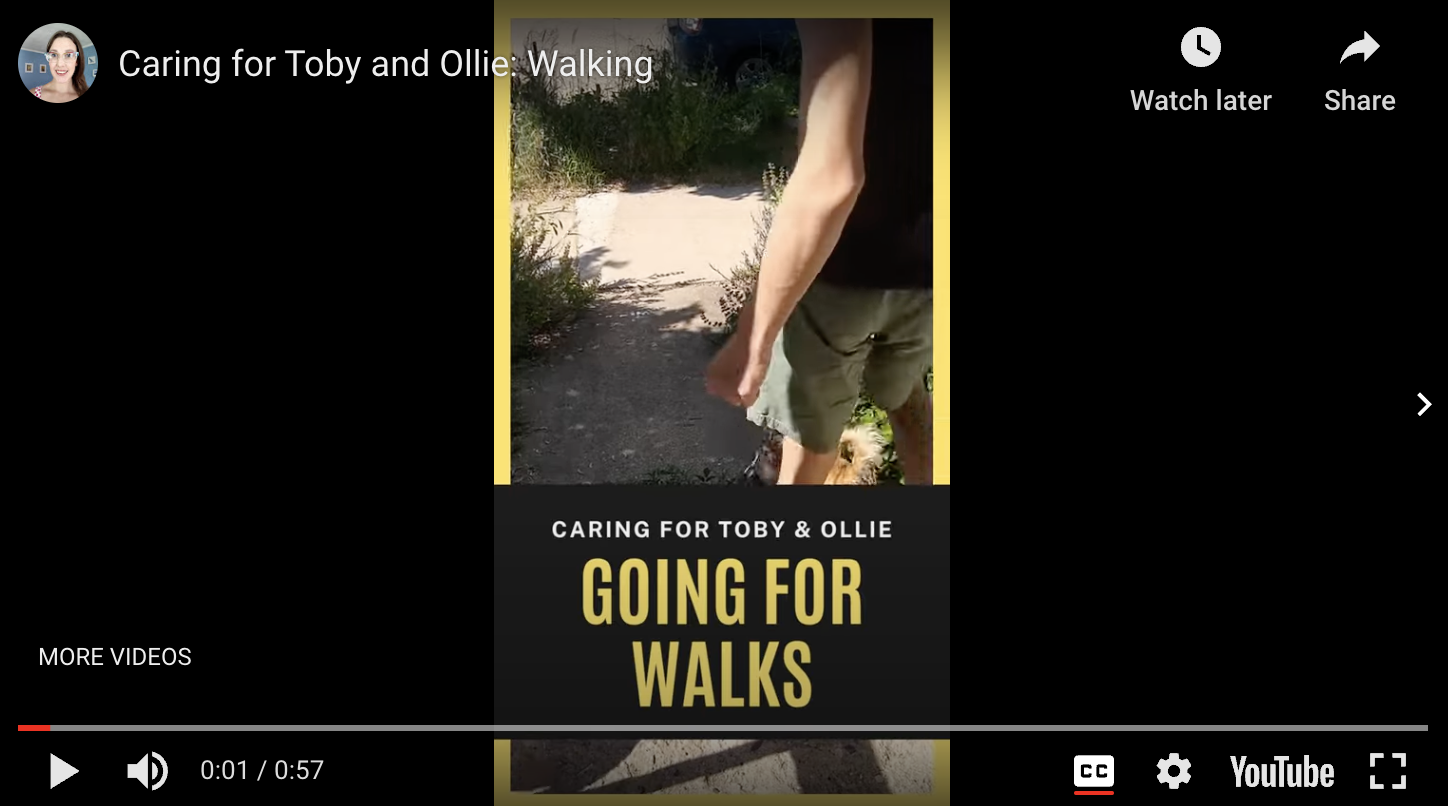 Caring for Toby and Ollie: Walking
Watch later
Share
CARING FOR TOBY & OLLIE
GOING FOR
WALKS
MORE VIDEOS
0:01 / 0:57
CC
YouTube